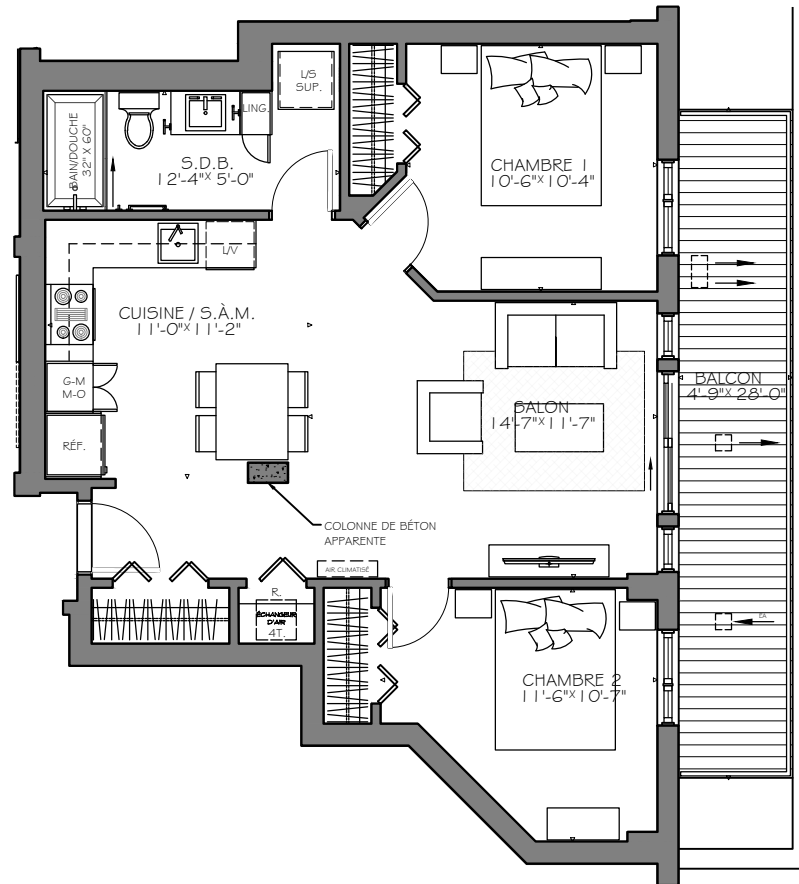 L/S
SUP.
LING.
BAIN/DOUCHE
32" X 60"
S.D.B.
12'-4"X 5'-0"
CHAMBRE 1
10'-6"X 10'-4"
L/V
CUISINE / S.À.M.
11'-0"X 11'-2"
G-M
M-O
RÉF.
SALON
14'-7"X 11'-7"
BALCON
4'-9"X 28'-0"
COLONNE DE BÉTON
APPARENTE
AIR CLIMATISÉ
R.
ÉCHANGEUR
D'AIR
4T.
EA
CHAMBRE 2
11'-6"X 10'-7"